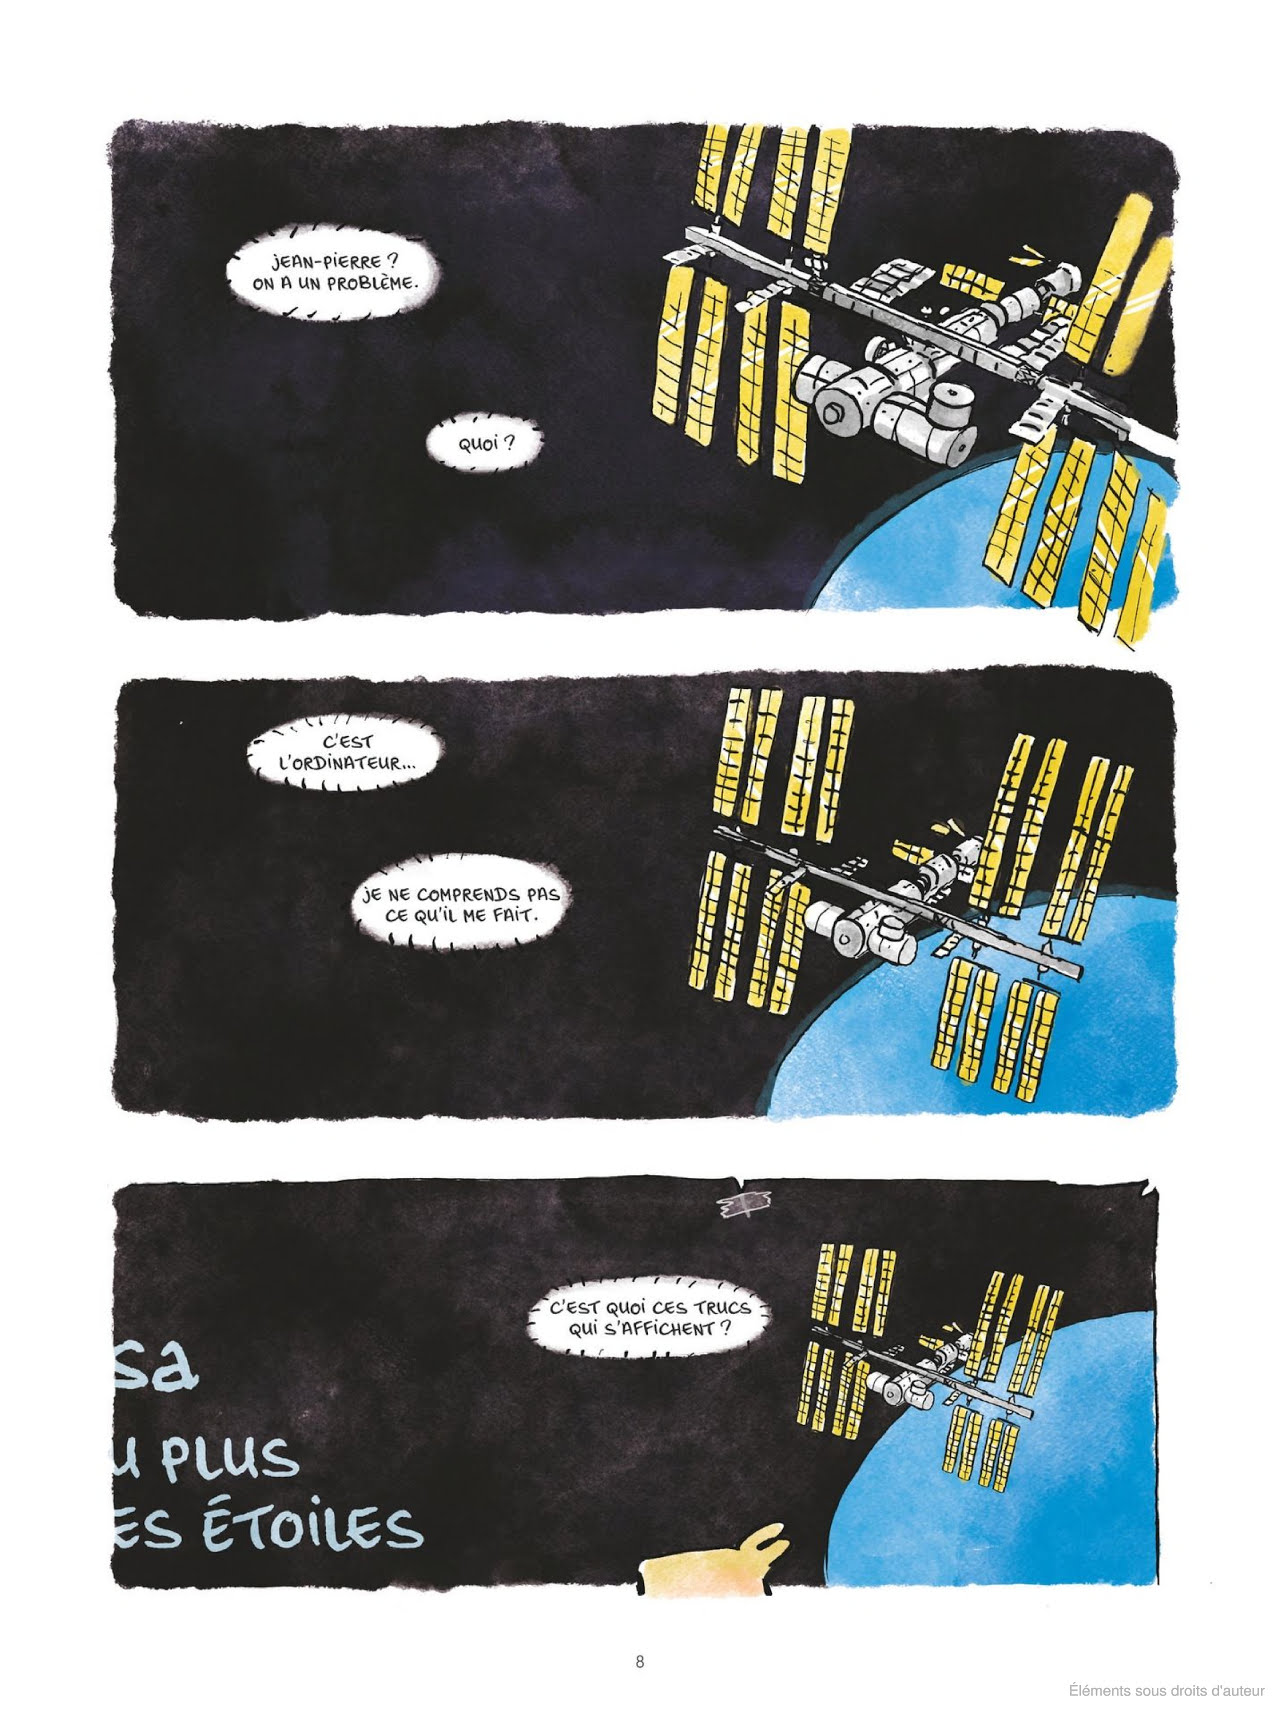 JEAN-PIERRE ?
ON A UN PROBLÈME.
QUOI ?
C'EST
L'ORDINATEUR...
JE NE COMPRENDS PAS
CE QU'IL ME FAIT.
C'EST QUOI CES TRUCS
QUI S'AFFICHENT ?
sa
U PLUS
ES ÉTOILES
8
Éléments sous droits d'auteur